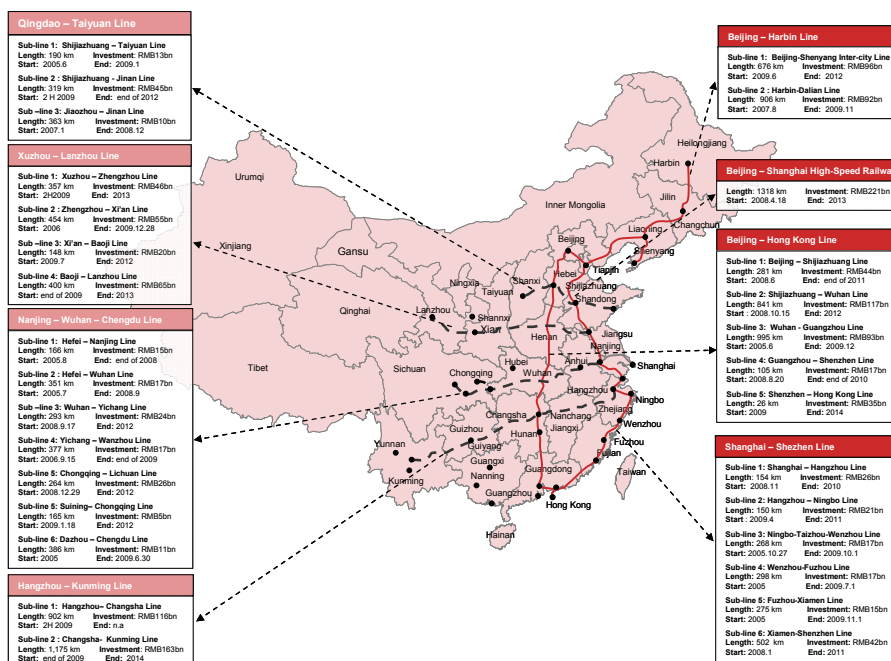 Qingdao – Taiyuan Line
Sub-line 1: Shijiazhuang – Taiyuan Line
Length: 190 km Investment: RMB13bn
Start: 2005.6 End: 2009.1
Sub-line 2 : Shijiazhuang - Jinan Line
Length: 319 km Investment: RMB45bn
Start: 2 H 2009 End: end of 2012
Sub –line 3: Jiaozhou – Jinan Line
Length: 363 km Investment: RMB10bn
Start: 2007.1 End: 2008.12
Xuzhou – Lanzhou Line
Sub-line 1: Xuzhou – Zhengzhou Line
Length: 357 km Investment: RMB46bn
Start: 2H2009 End: 2013
Sub-line 2 : Zhengzhou – Xi'an Line
Length: 454 km Investment: RMB55bn
Start: 2006 End: 2009.12.28
Sub –line 3: Xi'an – Baoji Line
Length: 148 km Investment: RMB20bn
Start: 2009.7 End: 2012
Sub-line 4: Baoji – Lanzhou Line
Length: 400 km Investment: RMB65bn
Start: end of 2009 End: 2013
Nanjing – Wuhan – Chengdu Line
Sub-line 1: Hefei – Nanjing Line
Length: 166 km Investment: RMB15bn
Start: 2005.8 End: end of 2008
Sub-line 2 : Hefei – Wuhan Line
Length: 351 km Investment: RMB17bn
Start: 2005.7 End: 2008.9
Sub –line 3: Wuhan – Yichang Line
Length: 293 km Investment: RMB24bn
Start: 2008.9.17 End: 2012
Sub-line 4: Yichang – Wanzhou Line
Length: 377 km Investment: RMB17bn
Start: 2006.9.15 End: end of 2009
Sub-line 5: Chongqing – Lichuan Line
Length: 264 km Investment: RMB26bn
Start: 2008.12.29 End: 2012
Sub-line 5: Suining– Chongqing Line
Length: 165 km Investment: RMB5bn
Start: 2009.1.18 End: 2012
Sub-line 6: Dazhou – Chengdu Line
Length: 386 km Investment: RMB11bn
Start: 2005 End: 2009.6.30
Hangzhou – Kunming Line
Sub-line 1: Hangzhou– Changsha Line
Length: 902 km Investment: RMB116bn
Start: 2H 2009 End: n.a
Sub-line 2 : Changsha- Kunming Line
Length: 1,175 km Investment: RMB163bn
Start: end of 2009 End: 2014
Urumqi
Xinjiang
Tibet
Qinghai
Gansu
Ningxia
Lanzhou
Inner Mongolia
Heilongjiang
Harbin
Jilin
Changchun
Liaoning
Shenyang
Beijing
Tianjin
Hebei
Shijiazhuang
Shanxi
Taiyuan
Shandong
Shannxi
Xian
Henan
Jiangsu
Nanjing
Anhui
Shanghai
Sichuan
Chongqing
Hubei
Wuhan
Hangzhou
Ningbo
Zhejiang
Wenzhou
Changsha
Nanchang
Hunan
Jiangxi
Fuzhou
Fujian
Guizhou
Guiyang
Yunnan
Kunming
Guangxi
Nanning
Guangdong
Guangzhou
Hong Kong
Taiwan
Hainan
Beijing – Harbin Line
Sub-line 1: Beijing-Shenyang Inter-city Line
Length: 676 km Investment: RMB96bn
Start: 2009.6 End: 2012
Sub-line 2 : Harbin-Dalian Line
Length: 906 km Investment: RMB92bn
Start: 2007.8 End: 2009.11
Beijing – Shanghai High-Speed Railway
Length: 1318 km Investment: RMB221bn
Start: 2008.4.18 End: 2013
Beijing – Hong Kong Line
Sub-line 1: Beijing – Shijiazhuang Line
Length: 281 km Investment: RMB44bn
Start: 2008.6 End: end of 2011
Sub-line 2: Shijiazhuang – Wuhan Line
Length: 841 km Investment: RMB117bn
Start : 2008.10.15 End: 2012
Sub-line 3: Wuhan - Guangzhou Line
Length: 995 km Investment: RMB93bn
Start: 2005.6 End: 2009.12
Sub-line 4: Guangzhou – Shenzhen Line
Length: 105 km Investment: RMB17bn
Start: 2008.8.20 End: end of 2010
Sub-line 5: Shenzhen – Hong Kong Line
Length: 26 km Investment: RMB35bn
Start: 2009 End: 2014
Shanghai – Shezhen Line
Sub-line 1: Shanghai – Hangzhou Line
Length: 154 km Investment: RMB26bn
Start: 2008.11 End: 2010
Sub-line 2: Hangzhou – Ningbo Line
Length: 150 km Investment: RMB21bn
Start : 2009.4 End: 2011
Sub-line 3: Ningbo-Taizhou-Wenzhou Line
Length: 268 km Investment: RMB17bn
Start: 2005.10.27 End: 2009.10.1
Sub-line 4: Wenzhou-Fuzhou Line
Length: 298 km Investment: RMB17bn
Start: 2005 End: 2009.7.1
Sub-line 5: Fuzhou-Xiamen Line
Length: 275 km Investment: RMB15bn
Start: 2005 End: 2009.11.1
Sub-line 6: Xiamen-Shenzhen Line
Length: 502 km Investment: RMB42bn
Start: 2008.1 End: 2011